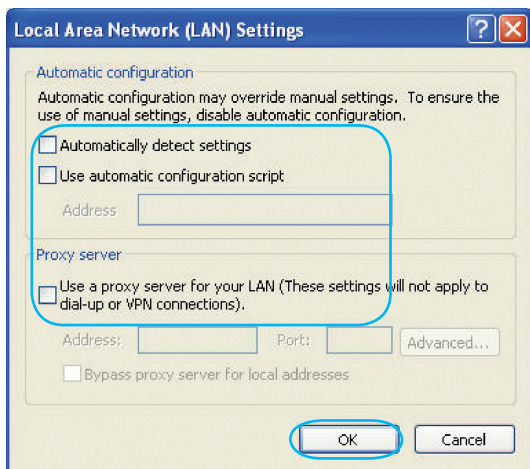 Local Area Network (LAN) Settings
Automatic configuration
Automatic configuration may override manual settings. To ensure the
use of manual settings, disable automatic configuration.
Automatically detect settings
Use automatic configuration script
Address
Proxy server
Use a proxy server for your LAN (These settings will not apply to
dial-up or VPN connections).
Address: Port: Advanced...
Bypass proxy server for local addresses
OK Cancel